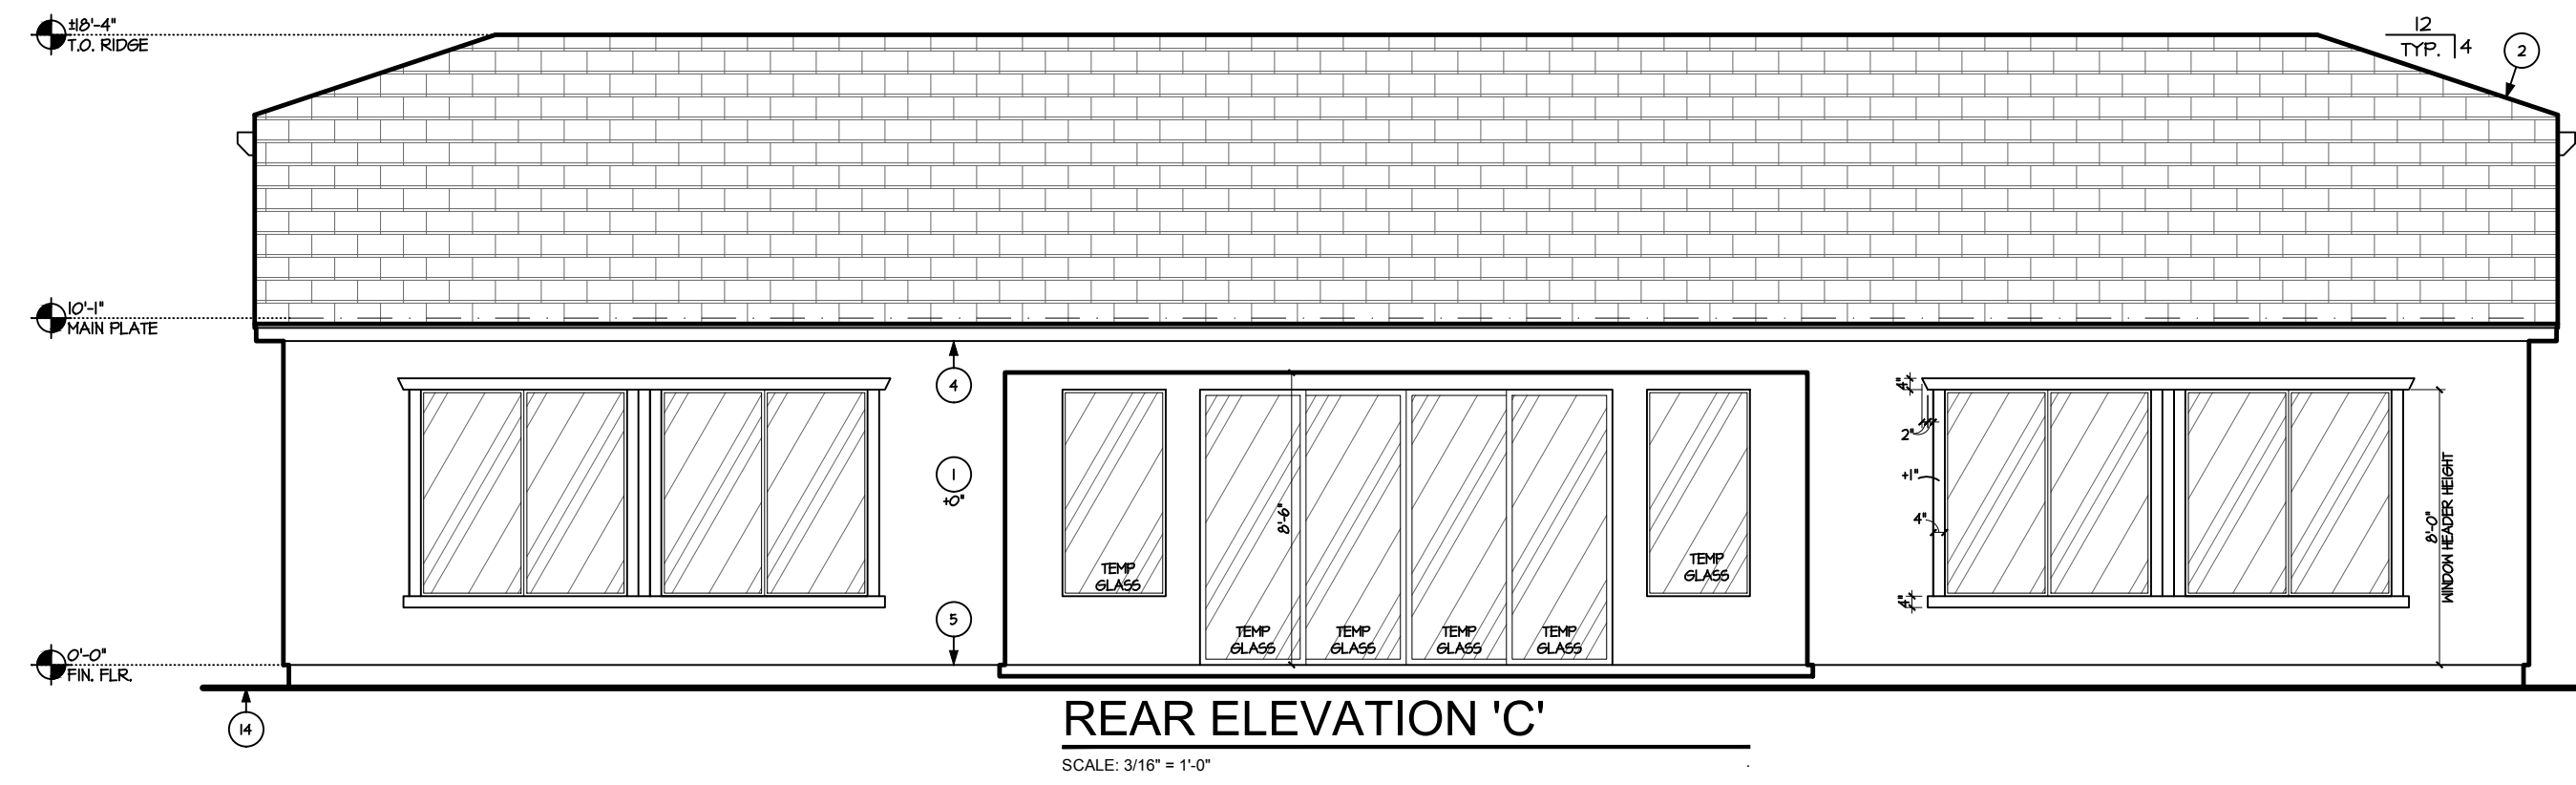 ±18'-4"
T.O. RIDGE
12
TYP.
4
2
10'-1"
MAIN PLATE
4
1
+0"
5
8'-6"
TEMP
GLASS
TEMP
GLASS
TEMP
GLASS
TEMP
GLASS
TEMP
GLASS
TEMP
GLASS
4"
2"
+1"
4"
4"
8'-0"
WINDOW HEADER HEIGHT
0'-0"
FIN. FLR.
14
REAR ELEVATION 'C'
SCALE: 3/16" = 1'-0"